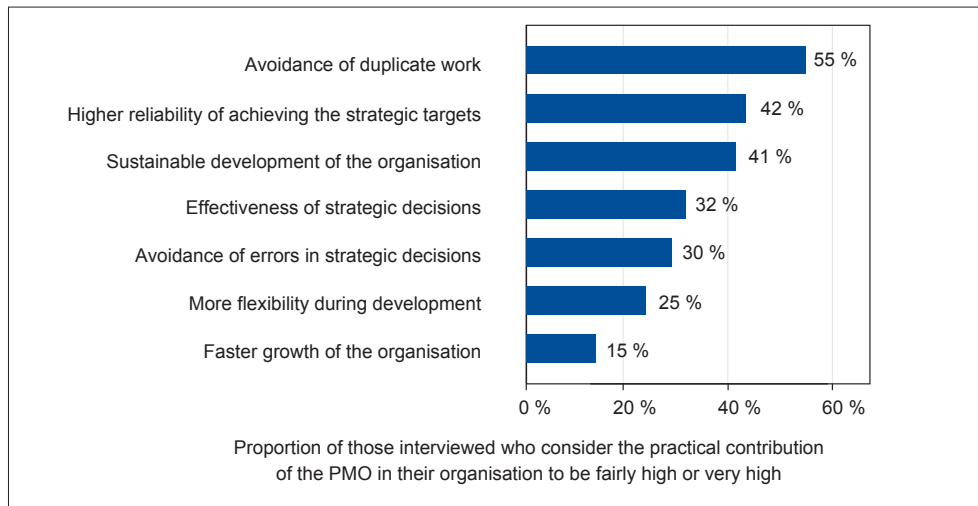 Avoidance of duplicate work 55 %
Higher reliability of achieving the strategic targets 42 %
Sustainable development of the organisation 41 %
Effectiveness of strategic decisions 32 %
Avoidance of errors in strategic decisions 30 %
More flexibility during development 25 %
Faster growth of the organisation 15 %
0 % 20 % 40 % 60 %
Proportion of those interviewed who consider the practical contribution
of the PMO in their organisation to be fairly high or very high